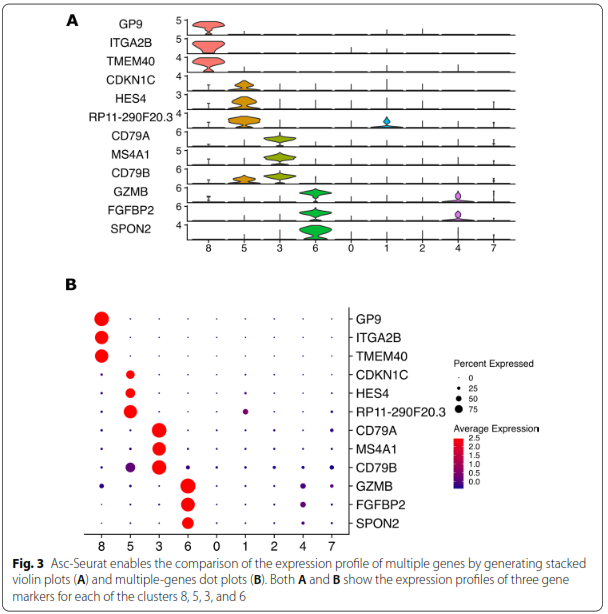 A
GP9 5
ITGA2B 5
TMEM40 4
CDKN1C 4
HES4 3
RP11-290F20.3 4
CD79A 6
MS4A1 5
CD79B 6
GZMB 6
FGFBP2 6
SPON2 4
8 5 3 6 0 1 2 4 7
B
GP9
ITGA2B
TMEM40
CDKN1C
HES4
RP11-290F20.3
CD79A
MS4A1
CD79B
GZMB
FGFBP2
SPON2
8 5 3 6 0 1 2 4 7
Percent Expressed
0
25
50
75
Average Expression
2.5
2.0
1.5
1.0
0.5
0.0
Fig. 3 Asc-Seurat enables the comparison of the expression profile of multiple genes by generating stacked
violin plots (A) and multiple-genes dot plots (B). Both A and B show the expression profiles of three gene
markers for each of the clusters 8, 5, 3, and 6